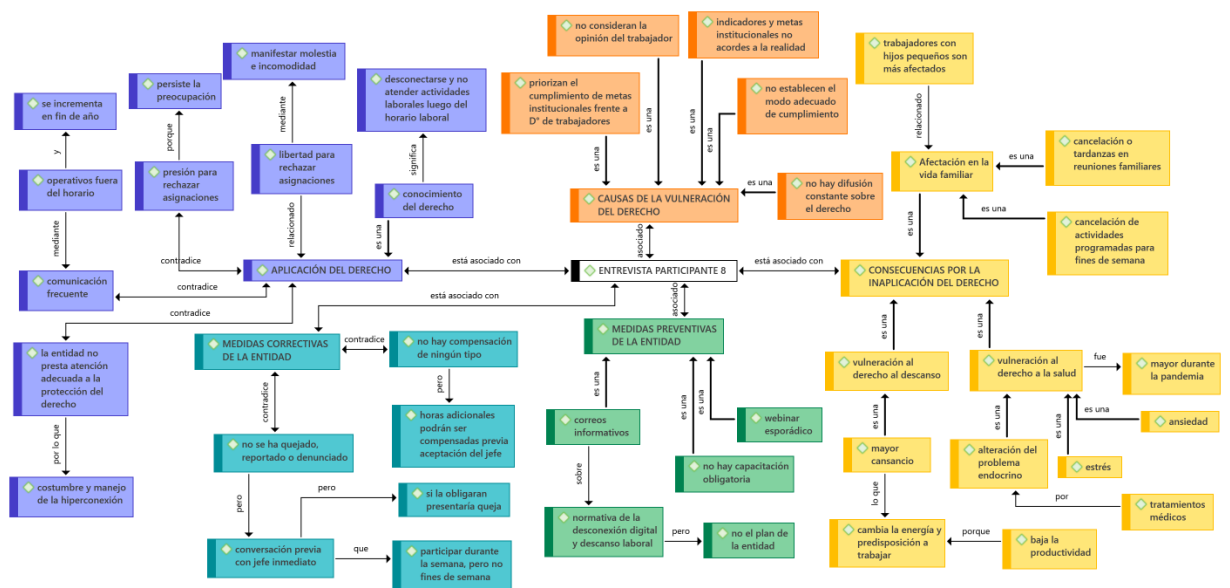 no consideran la
opinión del trabajador
indicadores y metas
institucionales no
acordes a la realidad
trabajadores con
hijos pequeños son
más afectados
manifestar molestia
e incomodidad
desconectarse y no
atender actividades
laborales luego del
horario laboral
persiste la
preocupación
priorizan el
cumplimiento de metas
institucionales frente a
D° de trabajadores
no establecen el
modo adecuado
de cumplimiento
se incrementa
en fin de año
es una
es una
es una
es una
relacionado
mediante
porque
y
significa
cancelación o
tardanzas en
reuniones familiares
Afectación en la
vida familiar
es una
operativos fuera
del horario
presión para
rechazar
asignaciones
libertad para
rechazar
asignaciones
conocimiento
del derecho
CAUSAS DE LA VULNERACIÓN
DEL DERECHO
es una
no hay difusión
constante sobre
el derecho
es una
cancelación de
actividades
programadas para
fines de semana
mediante
relacionado
es una
asociado
es una
contradice
APLICACIÓN DEL DERECHO
está asociado con
ENTREVISTA PARTICIPANTE 8
está asociado con
CONSECUENCIAS POR LA
INAPLICACIÓN DEL DERECHO
comunicación
frecuente
contradice
está asociado con
asociado
contradice
MEDIDAS CORRECTIVAS
DE LA ENTIDAD
contradice
no hay compensación
de ningún tipo
MEDIDAS PREVENTIVAS
DE LA ENTIDAD
es una
es una
la entidad no
presta atención
adecuada a la
protección del
derecho
vulneración al
derecho al descanso
vulneración al
derecho a la salud
fue
mayor durante
la pandemia
pero
contradice
es una
es una
es una
horas adicionales
podrán ser
compensadas previa
aceptación del jefe
correos
informativos
webinar
esporádico
es una
es una
es una
es una
ansiedad
por lo que
no se ha quejado,
reportado o denunciado
mayor
cansancio
alteración del
problema
endocrino
estrés
no hay capacitación
obligatoria
sobre
costumbre y manejo
de la hiperconexión
pero
pero
si la obligaran
presentaría queja
lo que
por
tratamientos
médicos
normativa de la
desconexión digital
y descanso laboral
pero
no el plan de
la entidad
cambia la energía y
predisposición a
trabajar
porque
baja la
productividad
conversación previa
con jefe inmediato
que
participar durante
la semana, pero no
fines de semana